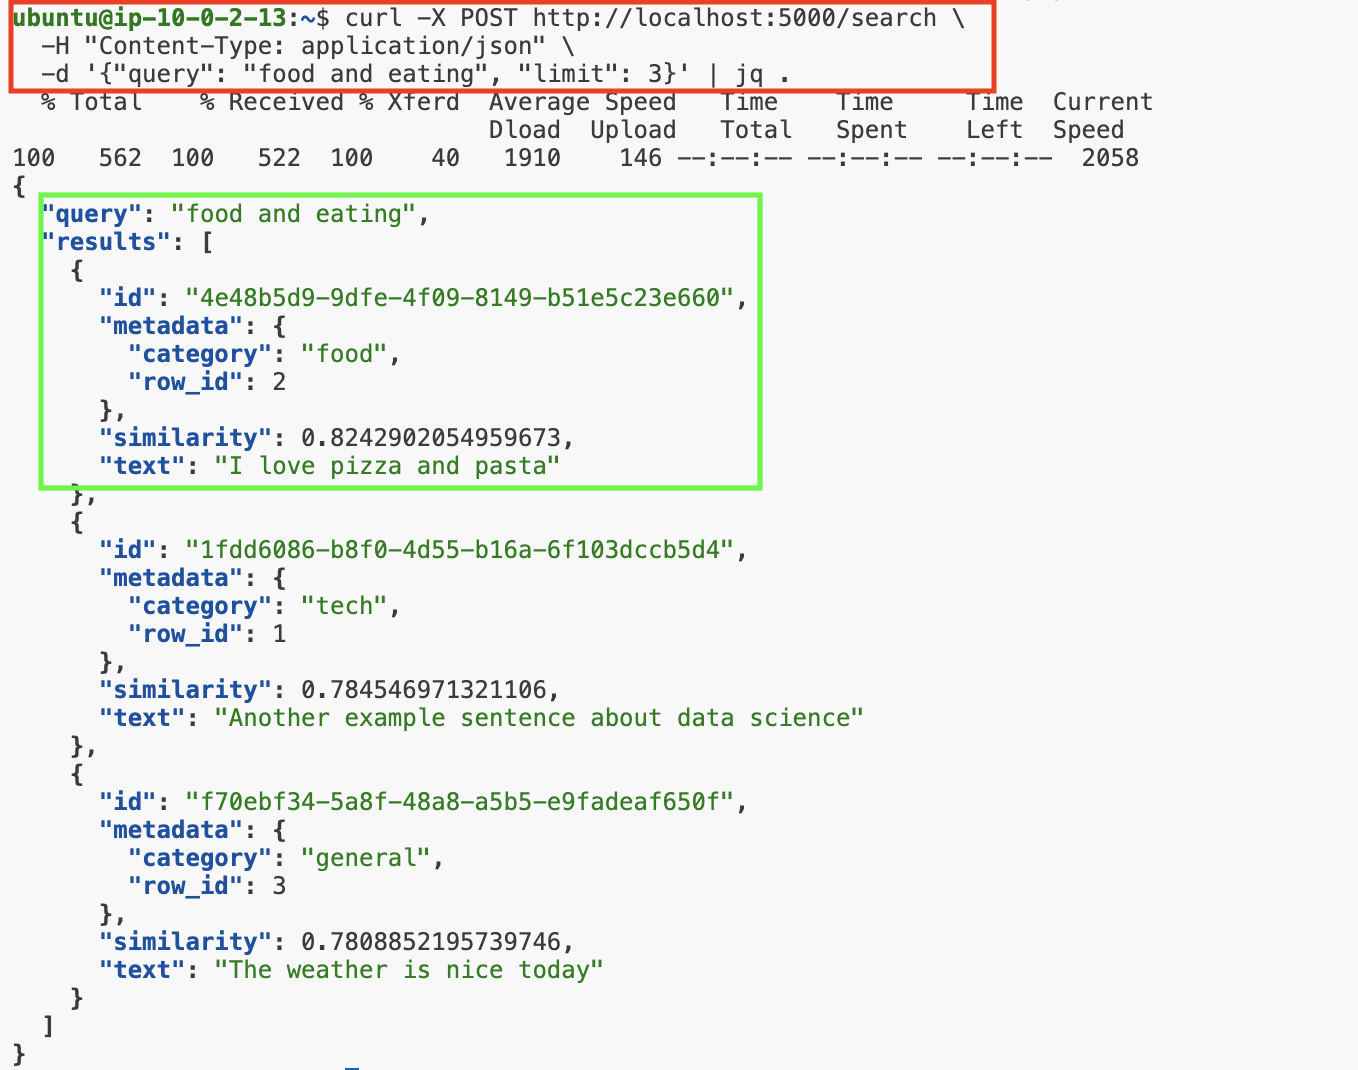 ubuntu@ip-10-0-2-13:~$ curl -X POST http://localhost:5000/search \
  -H "Content-Type: application/json" \
  -d '{"query": "food and eating", "limit": 3}' | jq .
  % Total    % Received % Xferd  Average Speed   Time    Time     Time  Current
                                 Dload  Upload   Total   Spent    Left  Speed
100   562  100   522  100    40   1910    146 --:--:-- --:--:-- --:--:--  2058
{
  "query": "food and eating",
  "results": [
    {
      "id": "4e48b5d9-9dfe-4f09-8149-b51e5c23e660",
      "metadata": {
        "category": "food",
        "row_id": 2
      },
      "similarity": 0.8242902054959673,
      "text": "I love pizza and pasta"
    },
    {
      "id": "1fdd6086-b8f0-4d55-b16a-6f103dccb5d4",
      "metadata": {
        "category": "tech",
        "row_id": 1
      },
      "similarity": 0.784546971321106,
      "text": "Another example sentence about data science"
    },
    {
      "id": "f70ebf34-5a8f-48a8-a5b5-e9fadeaf650f",
      "metadata": {
        "category": "general",
        "row_id": 3
      },
      "similarity": 0.7808852195739746,
      "text": "The weather is nice today"
    }
  ]
}